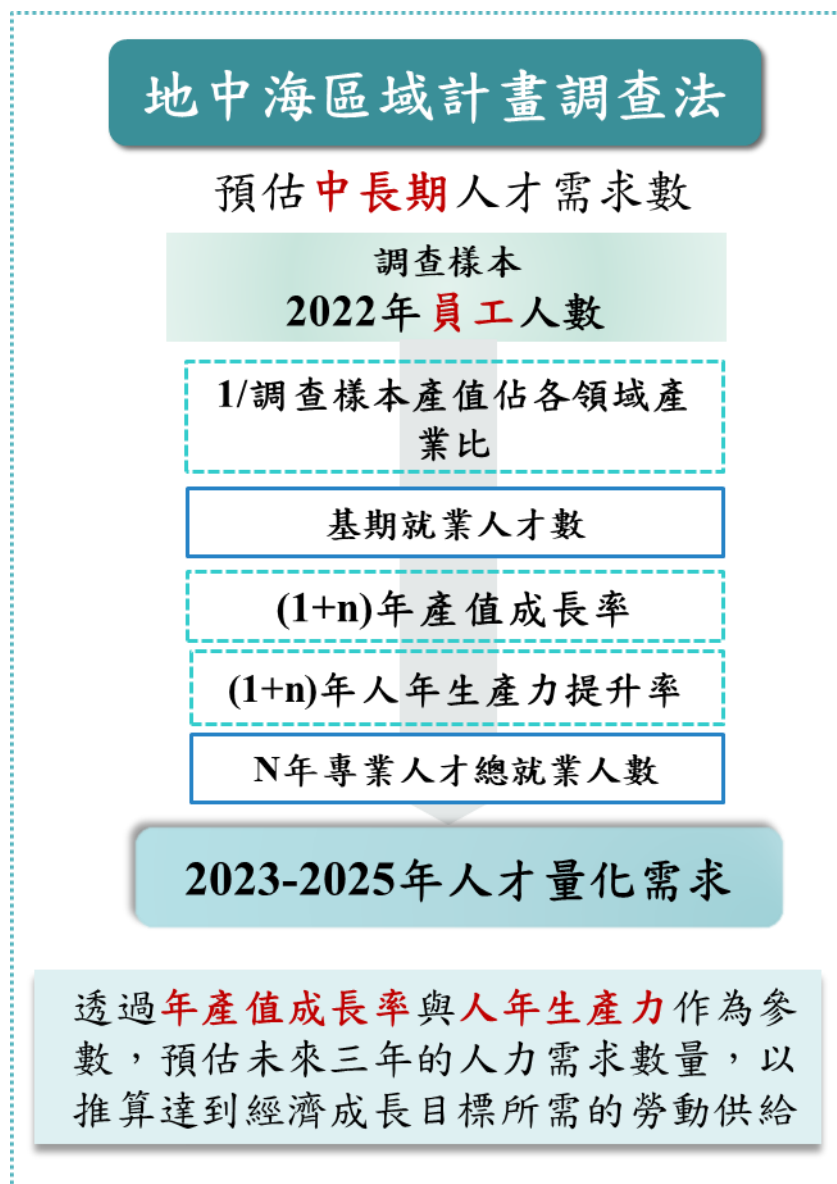 地中海區域計畫調查法
預估中長期人才需求數
調查樣本
2022年員工人數
1/調查樣本產值佔各領域產
業比
基期就業人才數
(1+n)年產值成長率
(1+n)年人年生產力提升率
N年專業人才總就業人數
2023-2025年人才量化需求
透過年產值成長率與人年生產力作為參
數，預估未來三年的人力需求數量，以
推算達到經濟成長目標所需的勞動供給